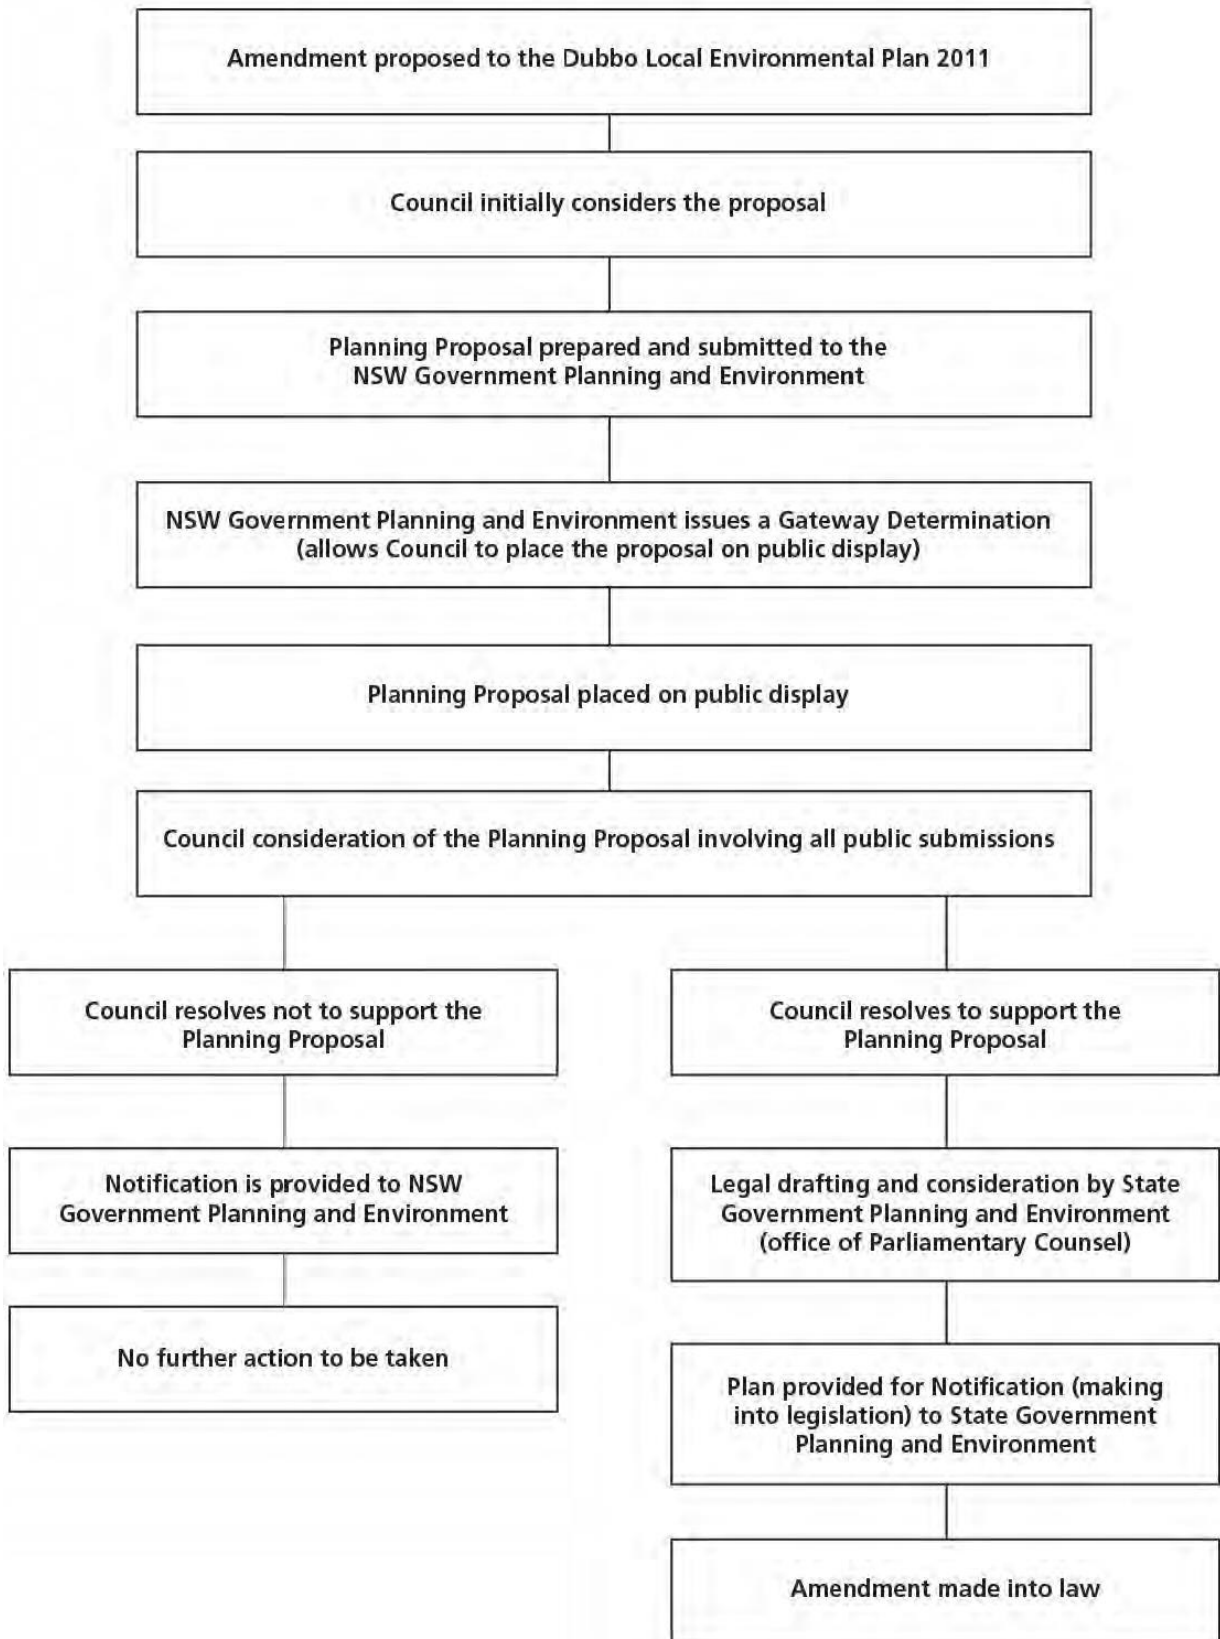 Amendment proposed to the Dubbo Local Environmental Plan 2011
Council initially considers the proposal
Planning Proposal prepared and submitted to the
NSW Government Planning and Environment
NSW Government Planning and Environment issues a Gateway Determination
(allows Council to place the proposal on public display)
Planning Proposal placed on public display
Council consideration of the Planning Proposal involving all public submissions
Council resolves not to support the
Planning Proposal
Notification is provided to NSW
Government Planning and Environment
No further action to be taken
Council resolves to support the
Planning Proposal
Legal drafting and consideration by State
Government Planning and Environment
(office of Parliamentary Counsel)
Plan provided for Notification (making
into legislation) to State Government
Planning and Environment
Amendment made into law